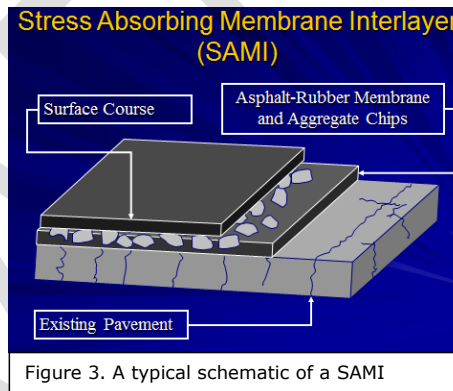 Stress Absorbing Membrane Interlayer
(SAMI)
Surface Course
Asphalt-Rubber Membrane
and Aggregate Chips
Existing Pavement
Figure 3. A typical schematic of a SAMI